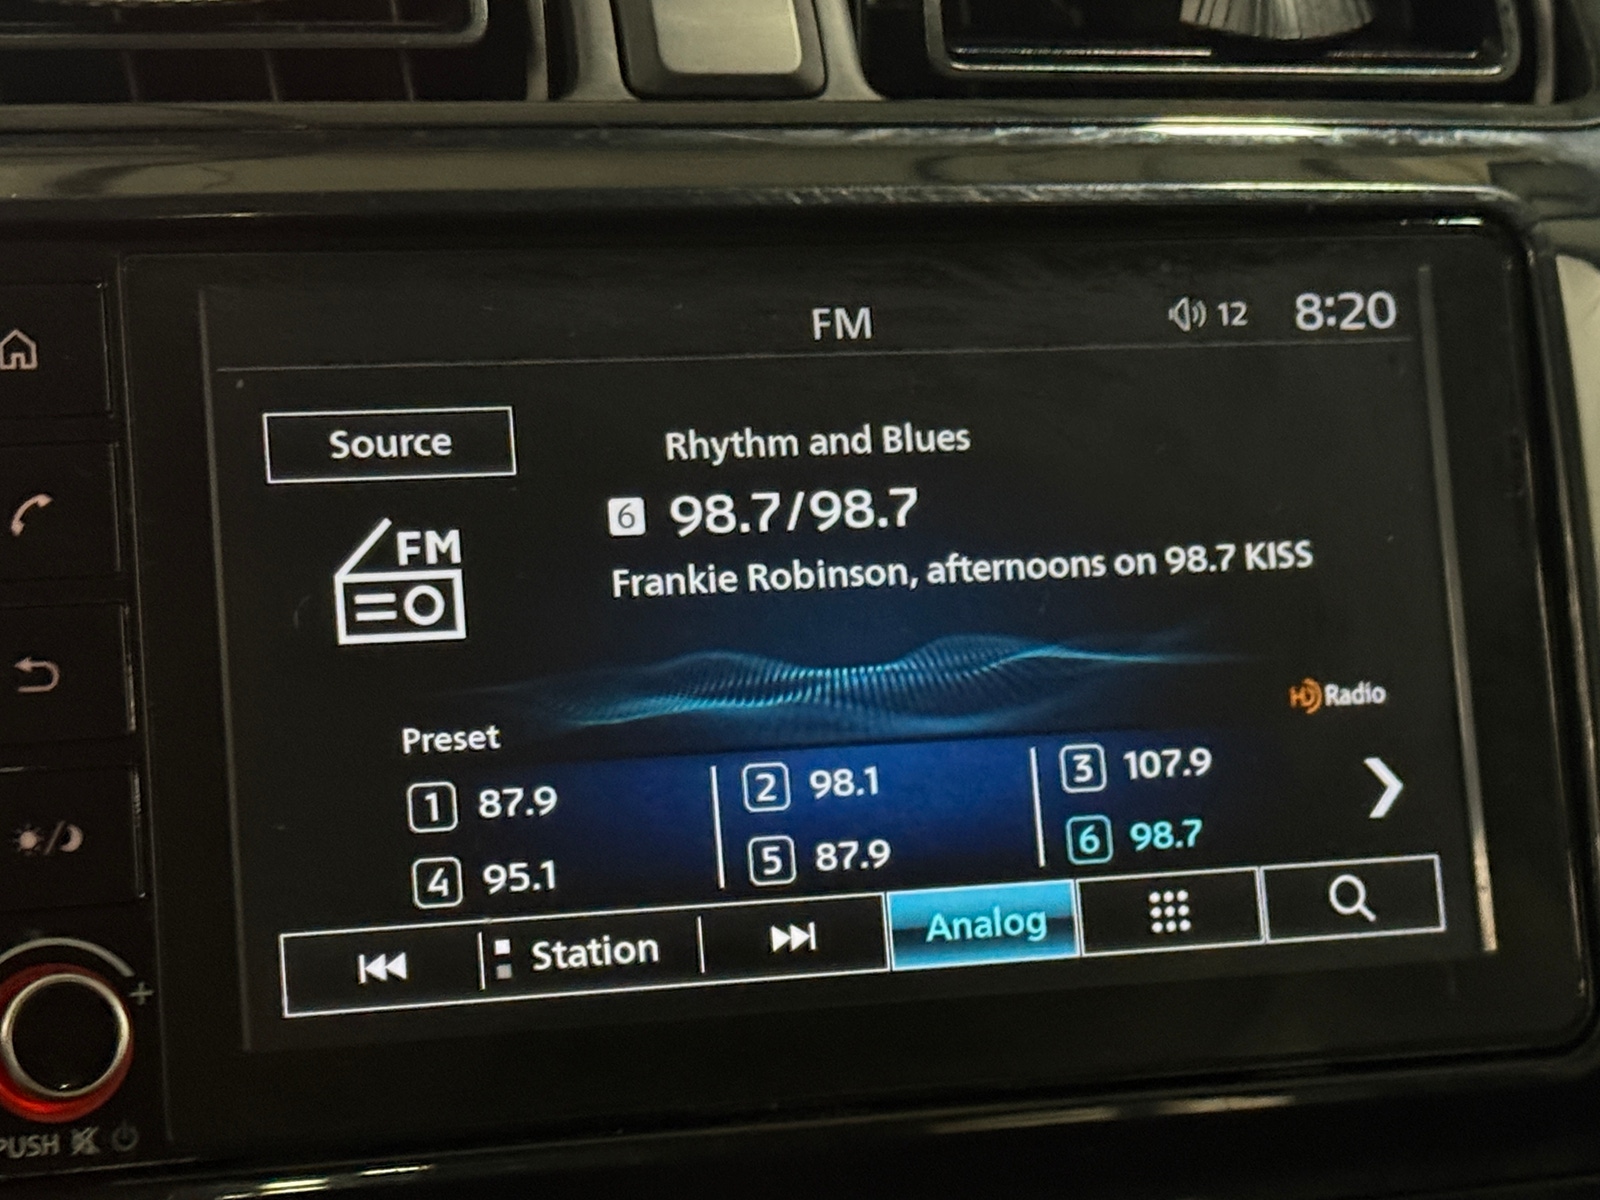 FM
12 8:20
Source
Rhythm and Blues
6 98.7/98.7
FM
Frankie Robinson, afternoons on 98.7 KISS
HD Radio
Preset
1 87.9 2 98.1 3 107.9
4 95.1 5 87.9 6 98.7
Station Analog
+
PUSH